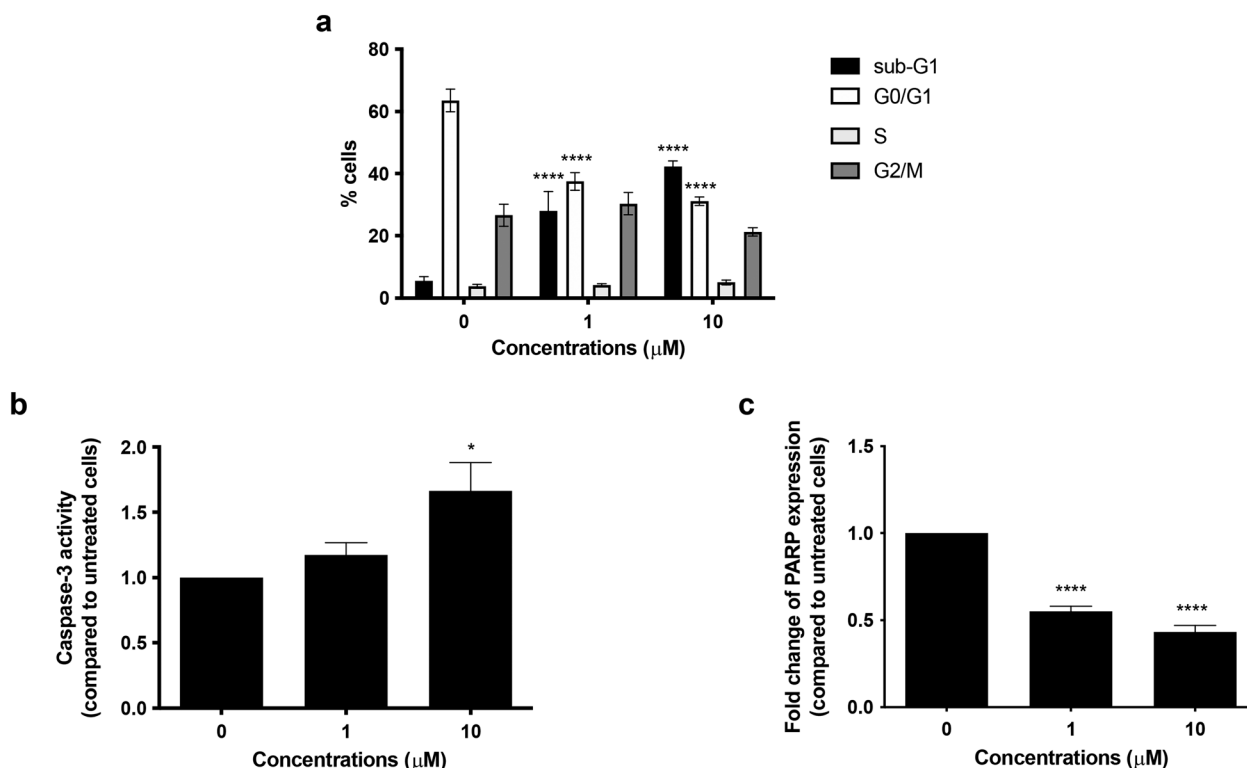 a
80
60
40
20
0
% cells
****
****
****
****
0
1
10
Concentrations (μM)
sub-G1
G0/G1
S
G2/M
b
2.0
1.5
1.0
0.5
0.0
Caspase-3 activity
(compared to untreated cells)
*
0
1
10
Concentrations (μM)
c
1.5
1.0
0.5
0.0
Fold change of PARP expression
(compared to untreated cells)
****
****
0
1
10
Concentrations (μM)